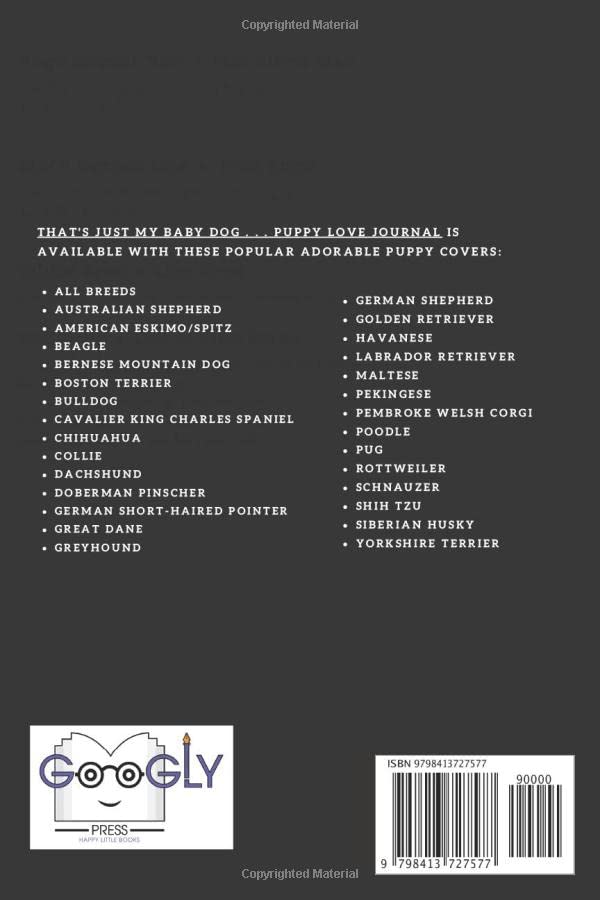 Copyrighted Material
THAT'S JUST MY BABY DOG . . . PUPPY LOVE JOURNAL IS
AVAILABLE WITH THESE POPULAR ADORABLE PUPPY COVERS:
• ALL BREEDS
• AUSTRALIAN SHEPHERD
• AMERICAN ESKIMO/SPITZ
• BEAGLE
• BERNESE MOUNTAIN DOG
• BOSTON TERRIER
• BULLDOG
• CAVALIER KING CHARLES SPANIEL
• CHIHUAHUA
• COLLIE
• DACHSHUND
• DOBERMAN PINSCHER
• GERMAN SHORT-HAIRED POINTER
• GREAT DANE
• GREYHOUND
• GERMAN SHEPHERD
• GOLDEN RETRIEVER
• HAVANESE
• LABRADOR RETRIEVER
• MALTESE
• PEKINGESE
• PEMBROKE WELSH CORGI
• POODLE
• PUG
• ROTTWEILER
• SCHNAUZER
• SHIH TZU
• SIBERIAN HUSKY
• YORKSHIRE TERRIER
GOOGLY
PRESS
HAPPY LITTLE BOOKS
ISBN 9798413727577
90000
9 798413 727577
Copyrighted Material